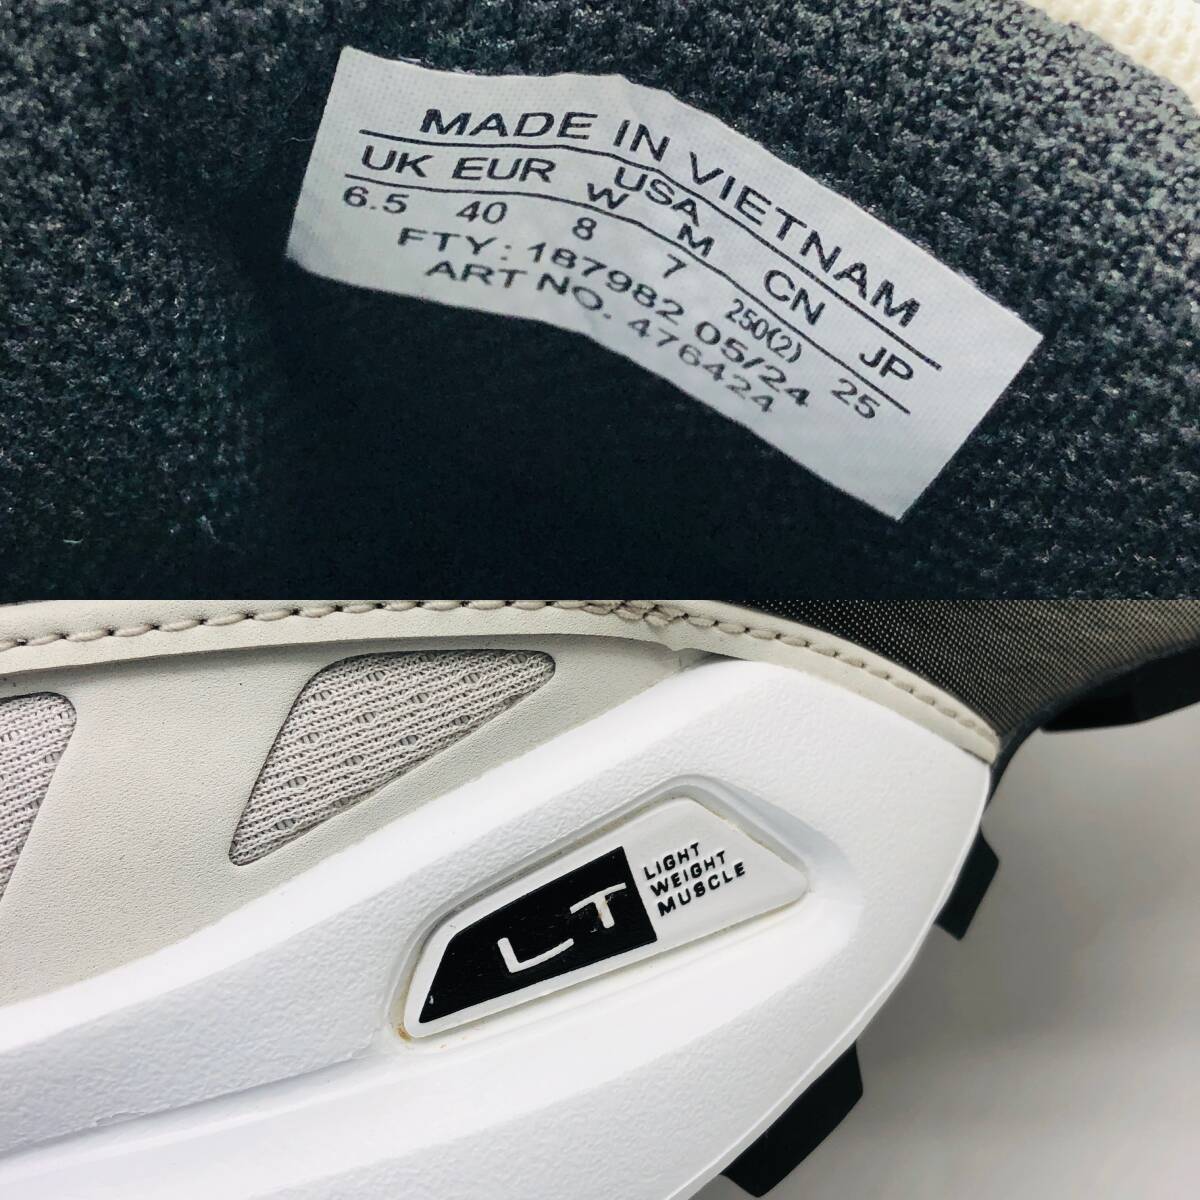 MADE IN VIETNAM
UK EUR USA CN JP
W M
6.5 40 8 7 250(2) 25
FTY: 187982 05/24
ART NO. 476424
LT
LIGHT
WEIGHT
MUSCLE